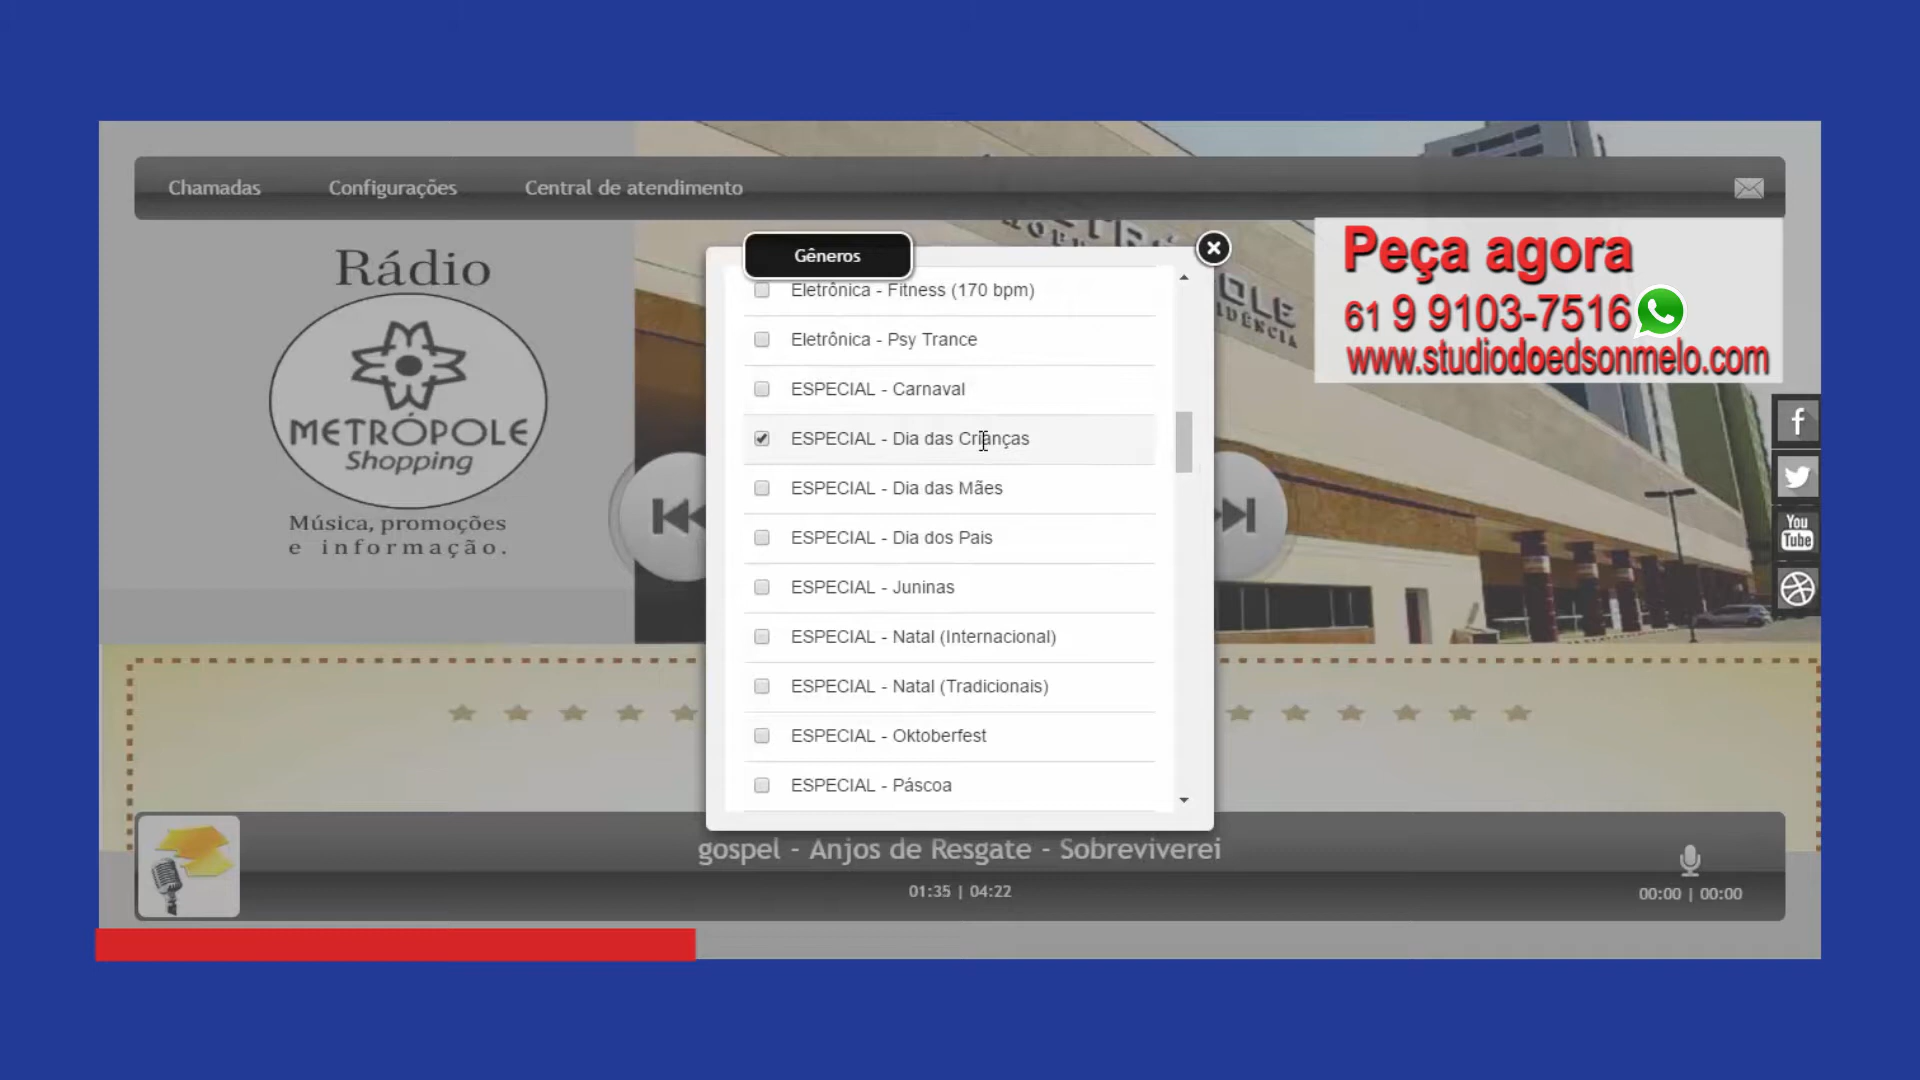 Chamadas
Configurações
Central de atendimento
Rádio
METRÓPOLE
Shopping
Música, promoções
e informação.
Gêneros
Eletrônica - Fitness (170 bpm)
Eletrônica - Psy Trance
ESPECIAL - Carnaval
ESPECIAL - Dia das Crianças
ESPECIAL - Dia das Mães
ESPECIAL - Dia dos Pais
ESPECIAL - Juninas
ESPECIAL - Natal (Internacional)
ESPECIAL - Natal (Tradicionais)
ESPECIAL - Oktoberfest
ESPECIAL - Páscoa
Peça agora
61 9 9103-7516
www.studiodoedsonmelo.com
You
Tube
gospel - Anjos de Resgate - Sobreviverei
01:35 | 04:22
00:00 | 00:00